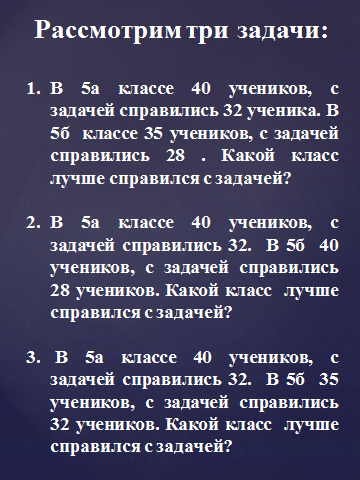 Рассмотрим три задачи:
1. В 5а классе 40 учеников, с
задачей справились 32 ученика. В
5б классе 35 учеников, с задачей
справились 28 . Какой класс
лучше справился с задачей?
2. В 5а классе 40 учеников, с
задачей справились 32. В 5б 40
учеников, с задачей справились
28 учеников. Какой класс лучше
справился с задачей?
3. В 5а классе 40 учеников, с
задачей справились 32. В 5б 35
учеников, с задачей справились
32 учеников. Какой класс лучше
справился с задачей?